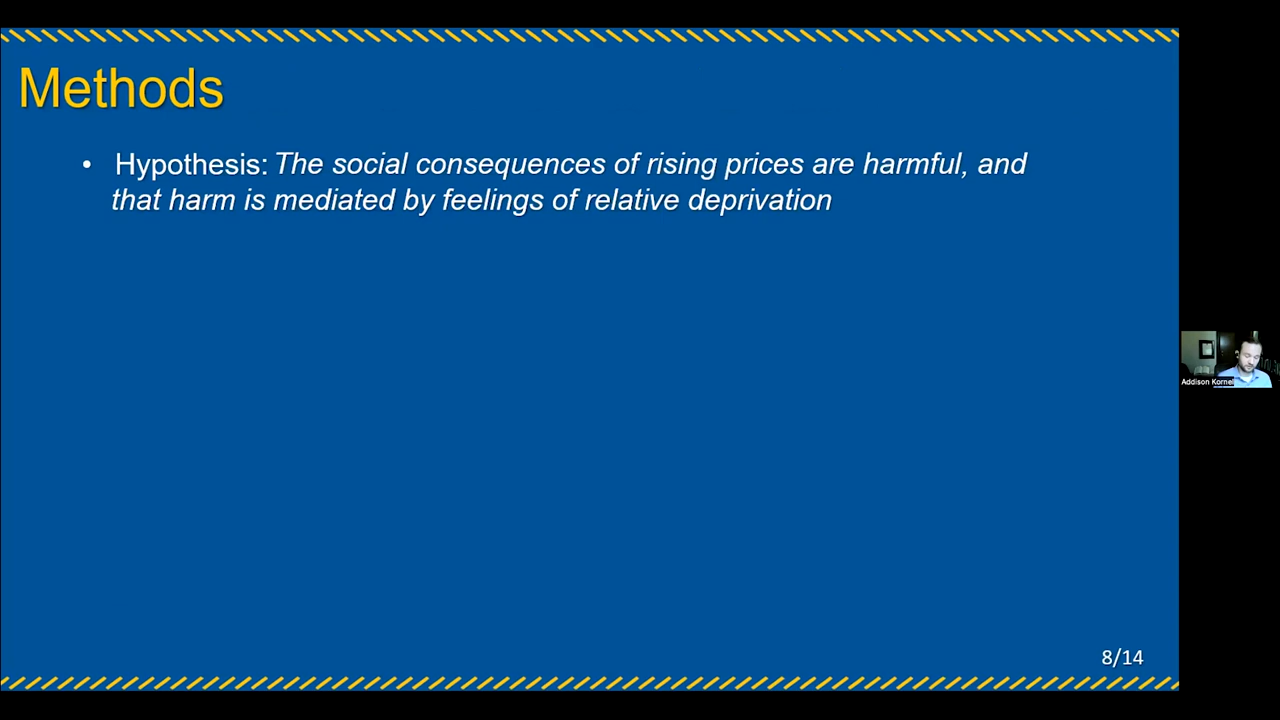 Methods
• Hypothesis: The social consequences of rising prices are harmful, and
that harm is mediated by feelings of relative deprivation
Addison Kornel
8/14